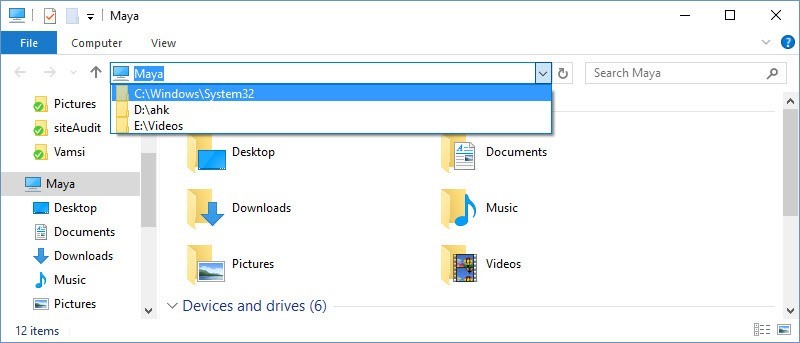 Maya
File Computer View
Maya
Search Maya
C:\Windows\System32
D:\ahk
E:\Videos
Pictures
siteAudit
Vamsi
Maya
Desktop
Documents
Downloads
Music
Pictures
Desktop Documents
Downloads Music
Pictures Videos
Devices and drives (6)
12 items